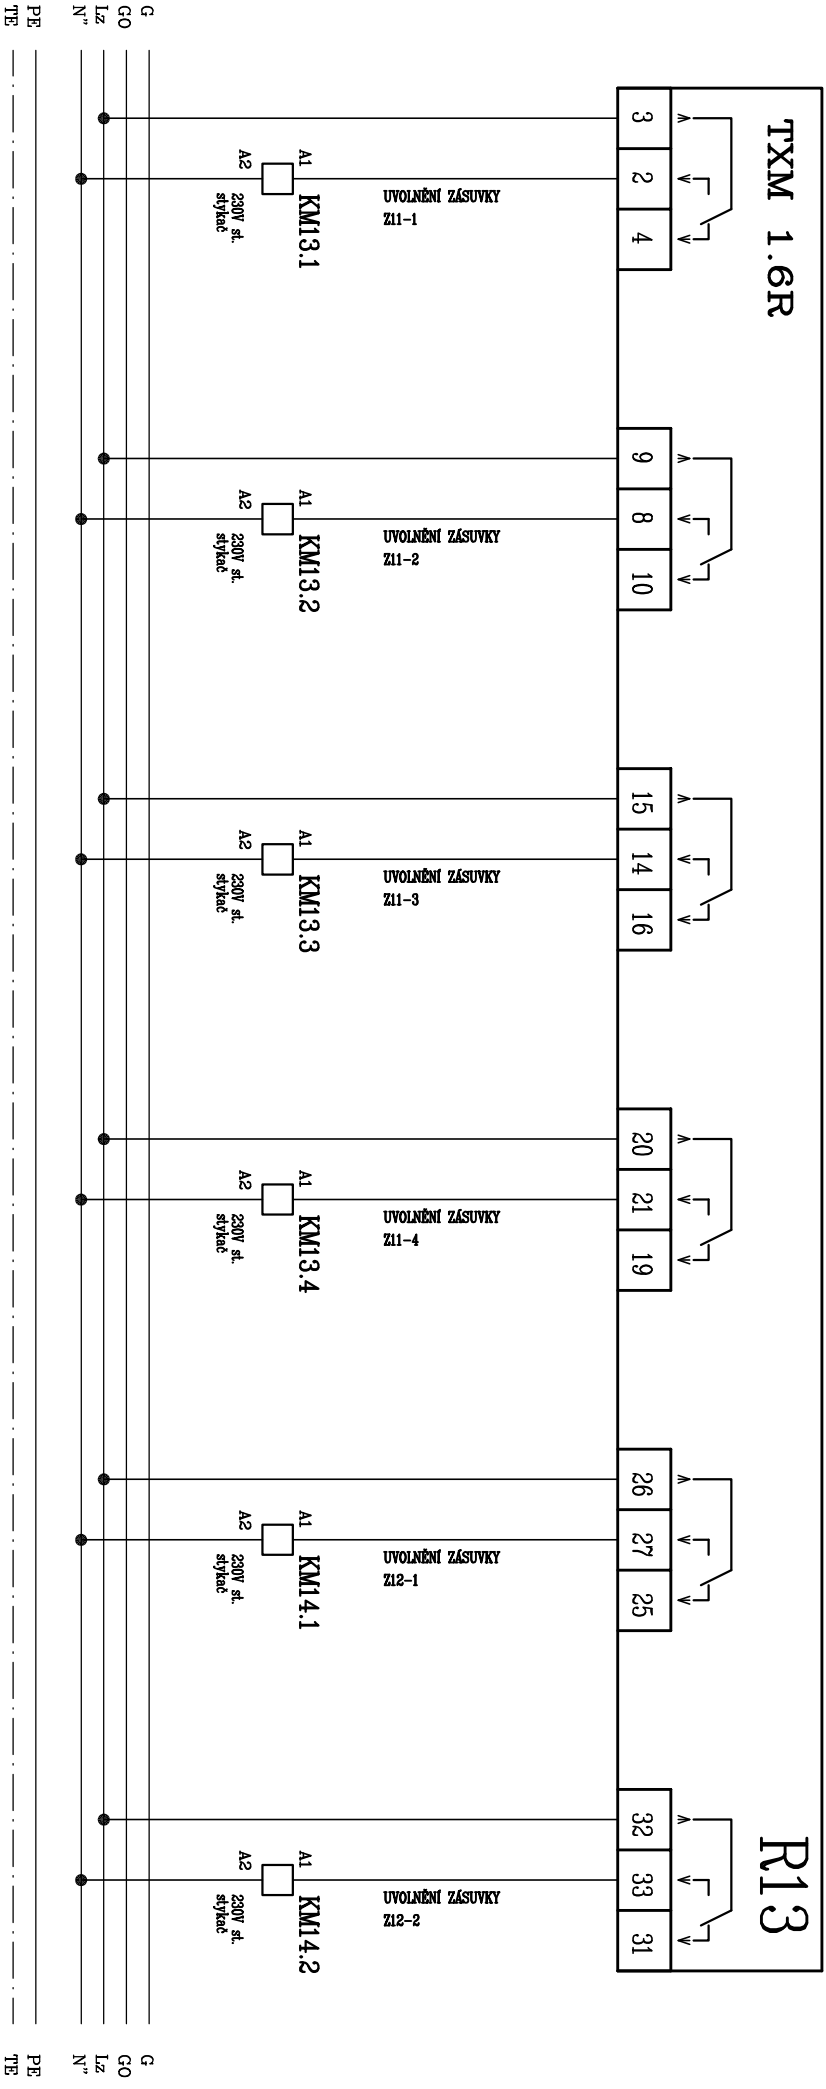 TXM 1.6R
R13
3 2 4
9 8 10
15 14 16
20 21 19
26 27 25
32 33 31
UVOLNĚNÍ ZÁSUVKY
Z11-1
A1
KM13.1
A2
230V st.
stykač
UVOLNĚNÍ ZÁSUVKY
Z11-2
A1
KM13.2
A2
230V st.
stykač
UVOLNĚNÍ ZÁSUVKY
Z11-3
A1
KM13.3
A2
230V st.
stykač
UVOLNĚNÍ ZÁSUVKY
Z11-4
A1
KM13.4
A2
230V st.
stykač
UVOLNĚNÍ ZÁSUVKY
Z12-1
A1
KM14.1
A2
230V st.
stykač
UVOLNĚNÍ ZÁSUVKY
Z12-2
A1
KM14.2
A2
230V st.
stykač
G
GO
Lz
N"
PE
TE
G
GO
Lz
N"
PE
TE